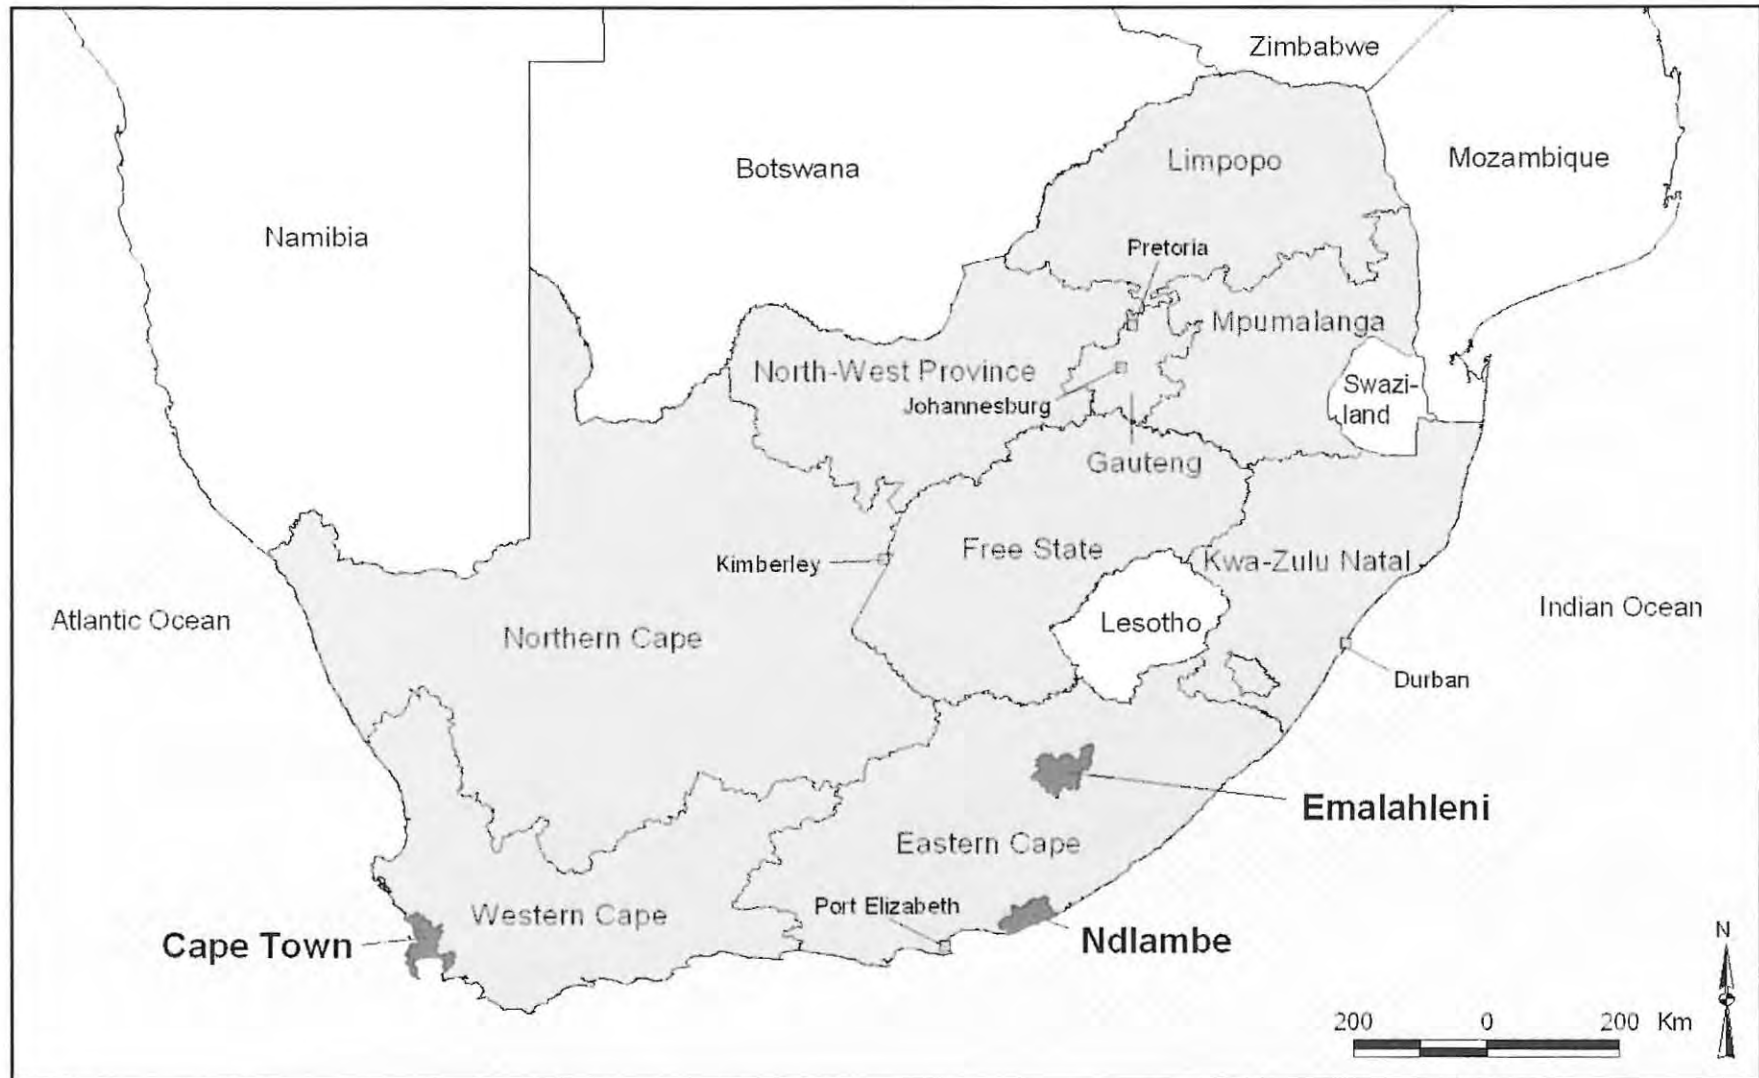 Zimbabwe
Mozambique
Limpopo
Botswana
Namibia
Pretoria
Mpumalanga
North-West Province
Swazi-
land
Johannesburg
Gauteng
Free State
Kwa-Zulu Natal
Kimberley
Atlantic Ocean
Indian Ocean
Lesotho
Northern Cape
Durban
Emalahleni
Eastern Cape
Port Elizabeth
Western Cape
Cape Town
Ndlambe
N
200 0 200 Km